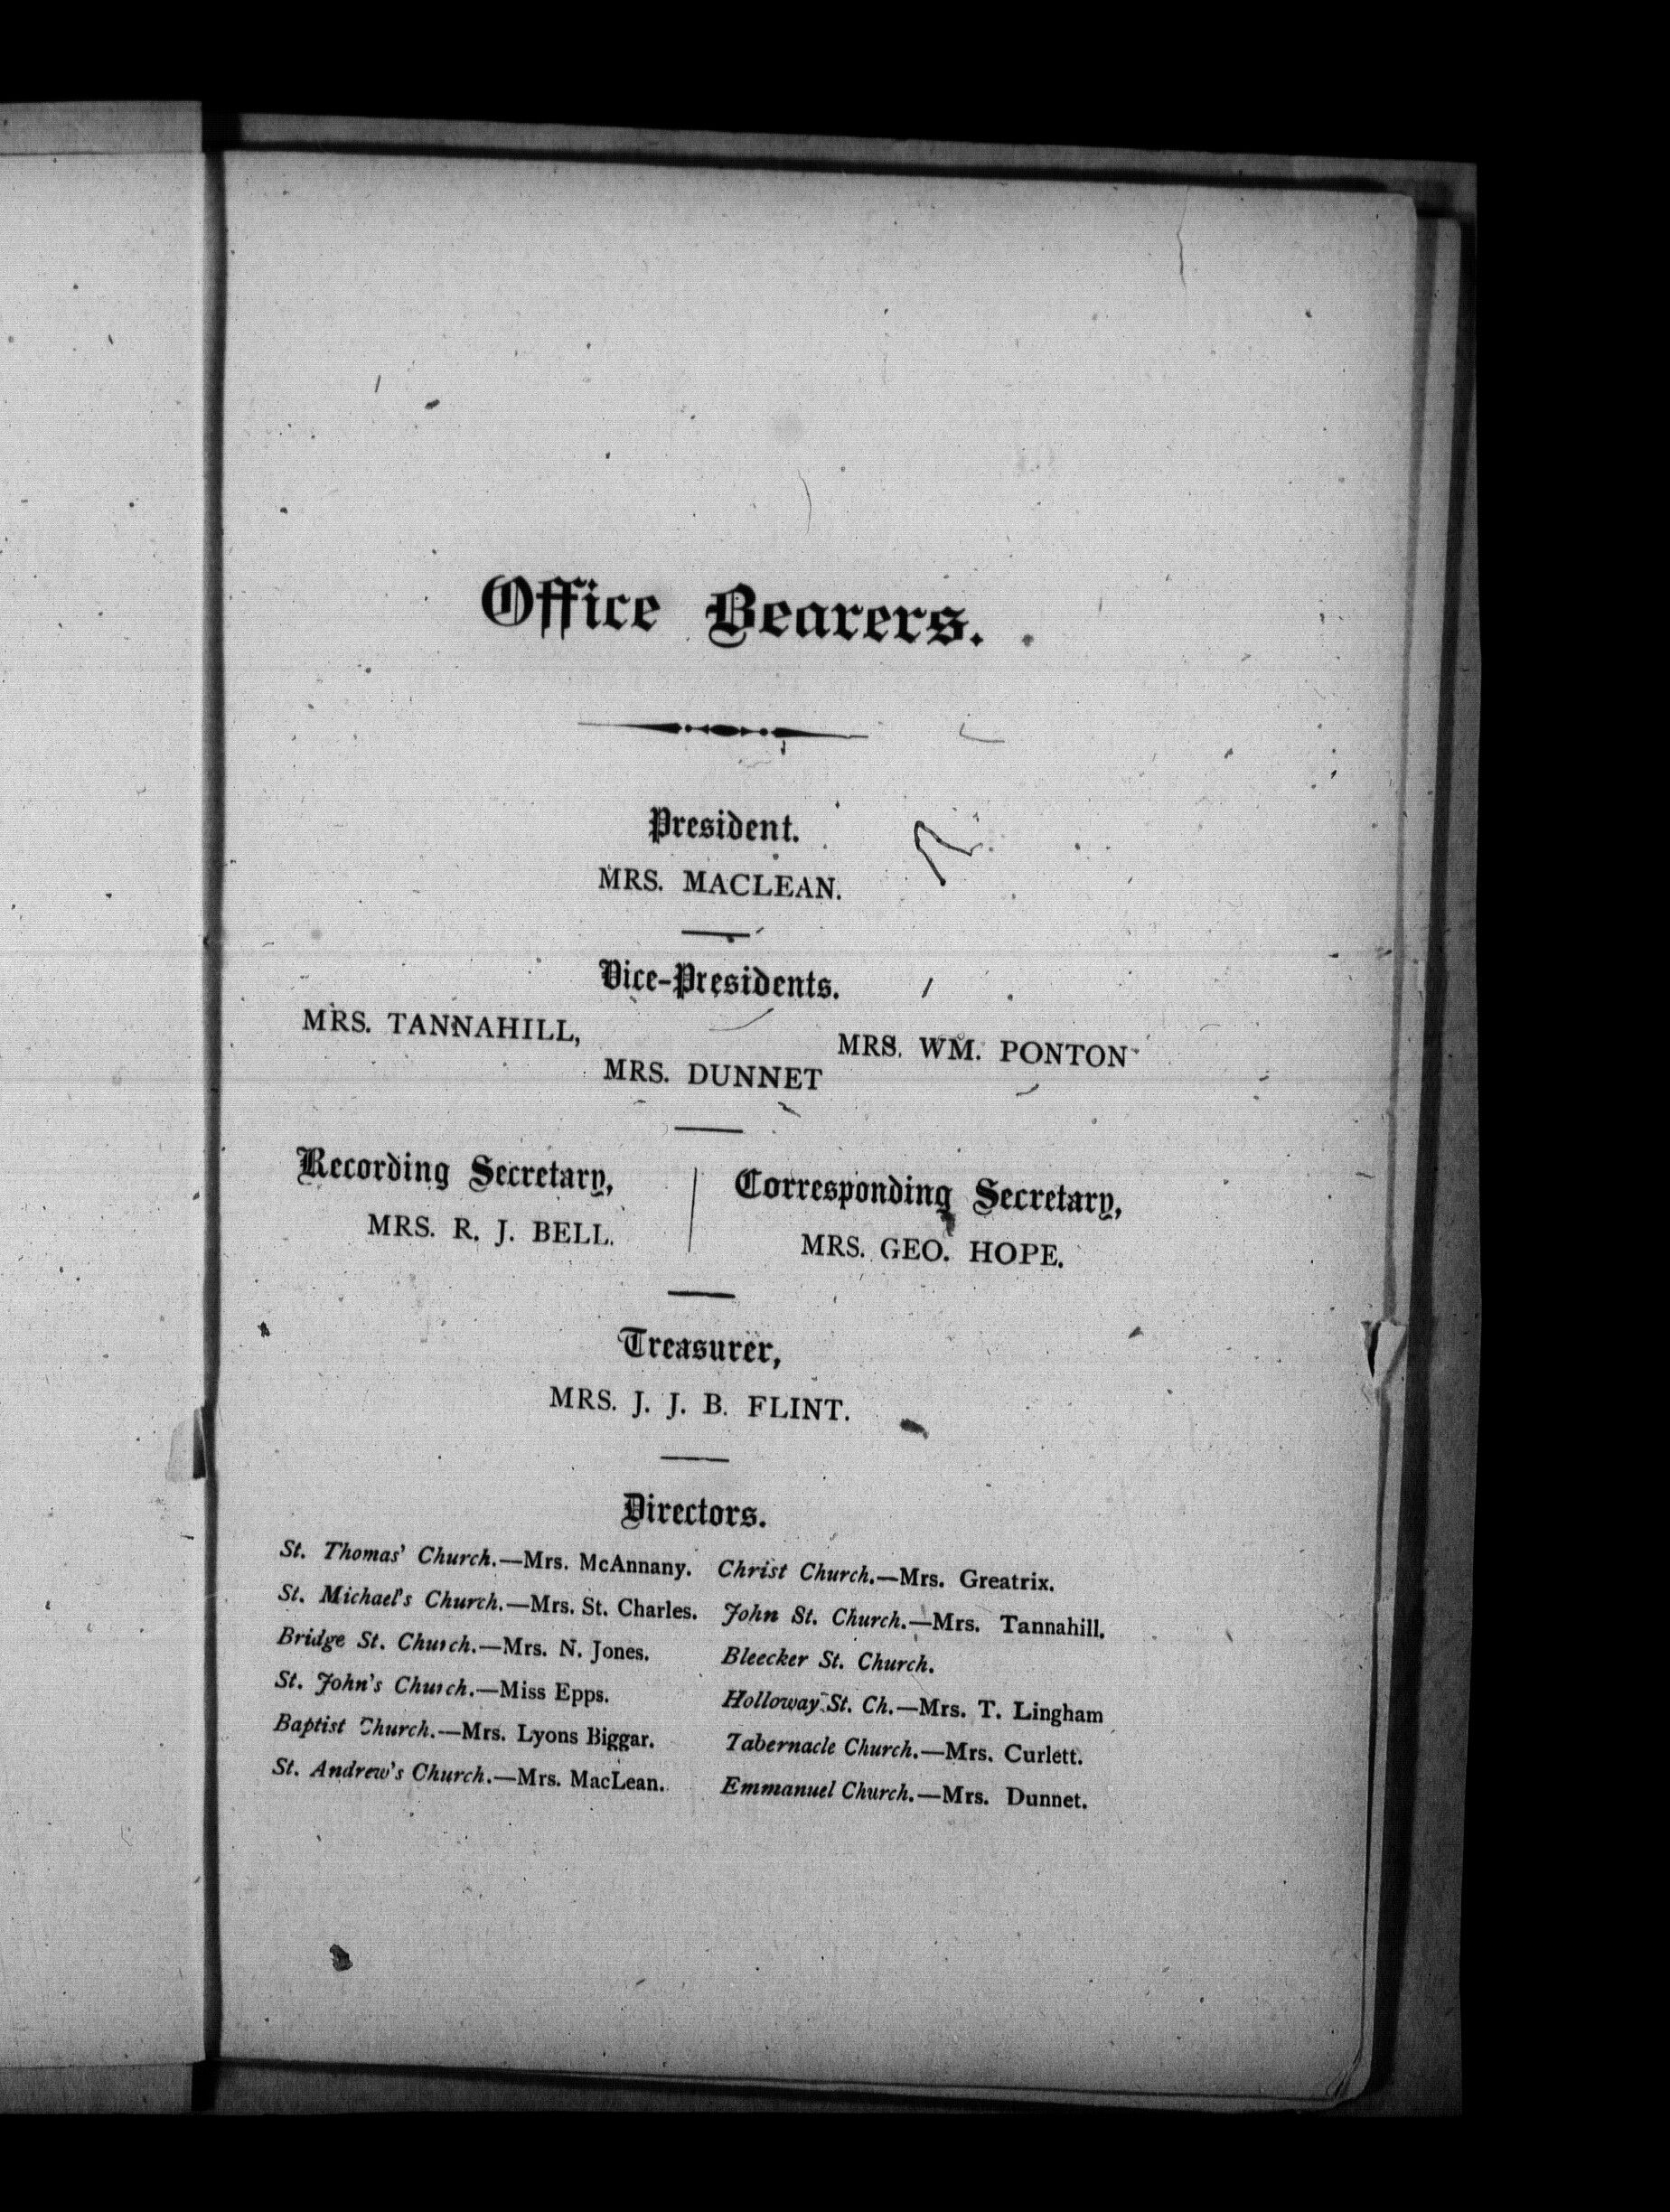 Office Bearers.
President.
MRS. MACLEAN.
Vice-Presidents.
MRS. TANNAHILL,
MRS. WM. PONTON
MRS. DUNNET
Recording Secretary,
MRS. R. J. BELL.
Corresponding Secretary,
MRS. GEO. HOPE.
Treasurer,
MRS. J. J. B. FLINT.
Directors.
St. Thomas' Church.—Mrs. McAnnany.
St. Michael's Church.—Mrs. St. Charles.
Bridge St. Church.—Mrs. N. Jones.
St. John's Church.—Miss Epps.
Baptist Church.—Mrs. Lyons Biggar.
St. Andrew's Church.—Mrs. MacLean.
Christ Church.—Mrs. Greatrix.
John St. Church.—Mrs. Tannahill.
Bleecker St. Church.
Holloway St. Ch.—Mrs. T. Lingham
Tabernacle Church.—Mrs. Curlett.
Emmanuel Church.—Mrs. Dunnet.